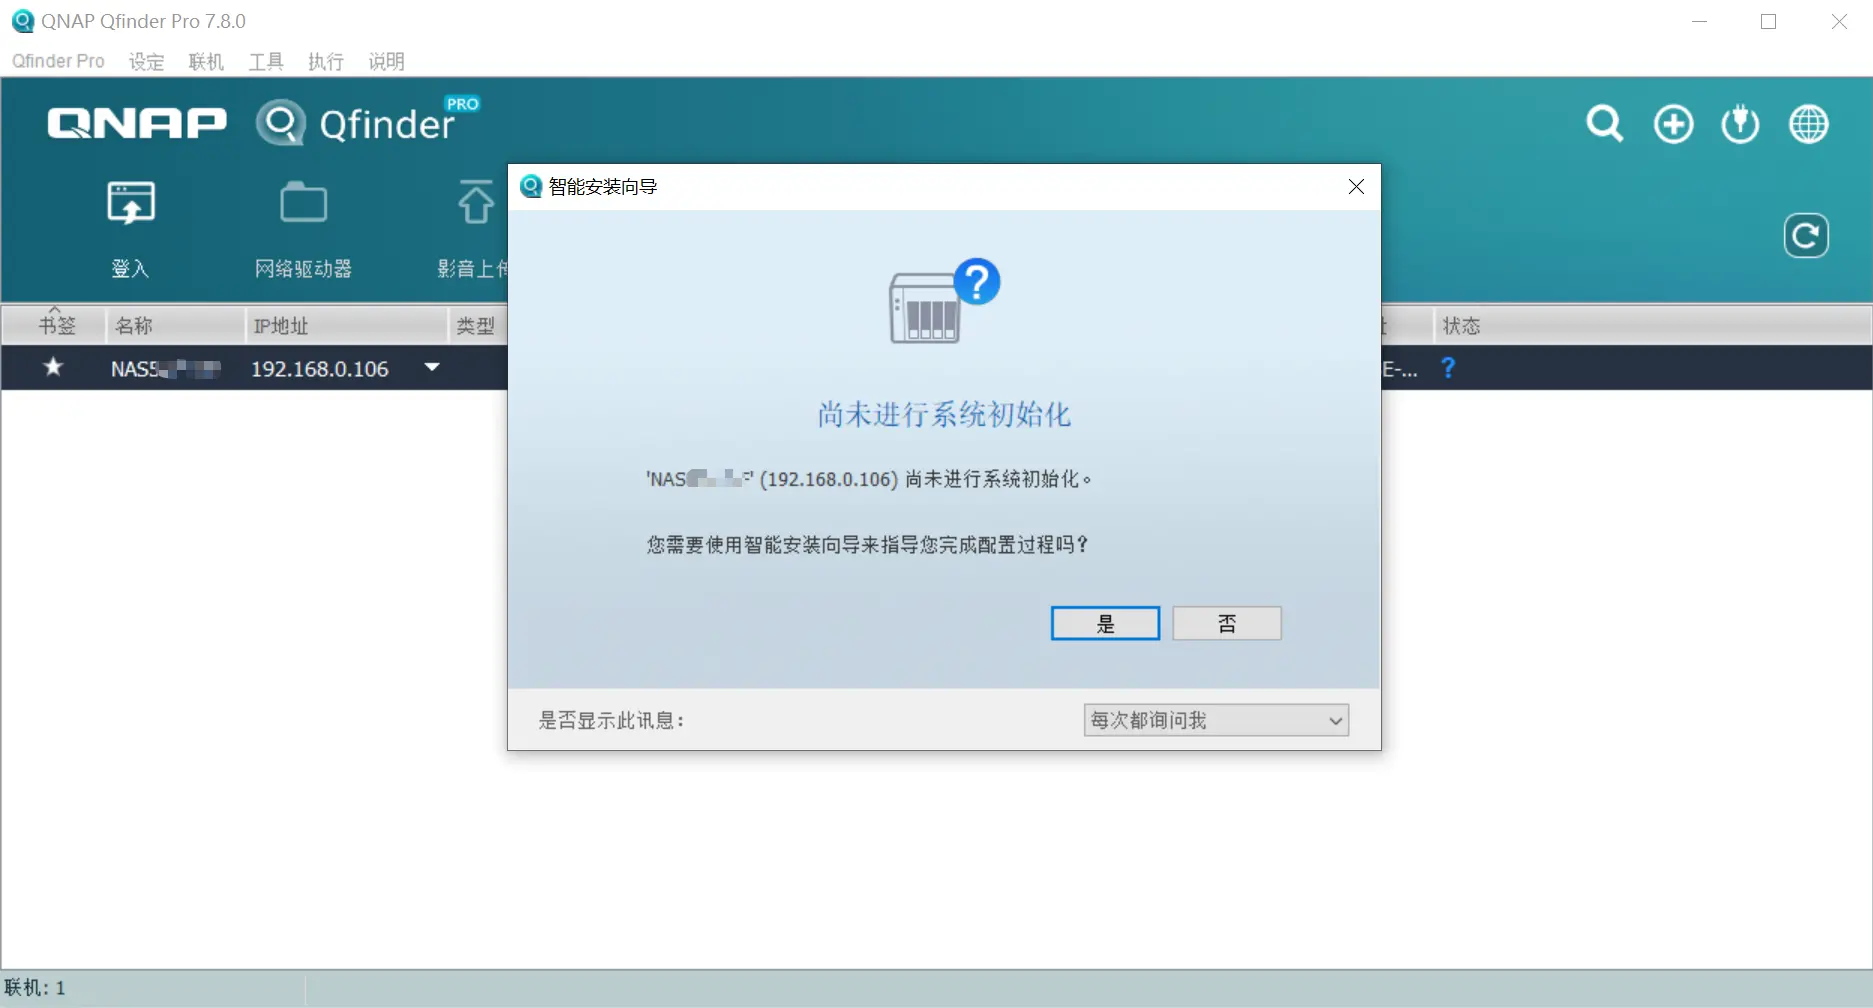 QNAP Qfinder Pro 7.8.0
Qfinder Pro 设定 联机 工具 执行 说明
QNAP Qfinder PRO
登入 网络驱动器 影音上传
智能安装向导
书签 名称 IP地址 类型 状态
NAS5 192.168.0.106 E-... ?
?
尚未进行系统初始化
'NAS F' (192.168.0.106) 尚未进行系统初始化。
您需要使用智能安装向导来指导您完成配置过程吗?
是 否
是否显示此讯息: 每次都询问我
联机: 1